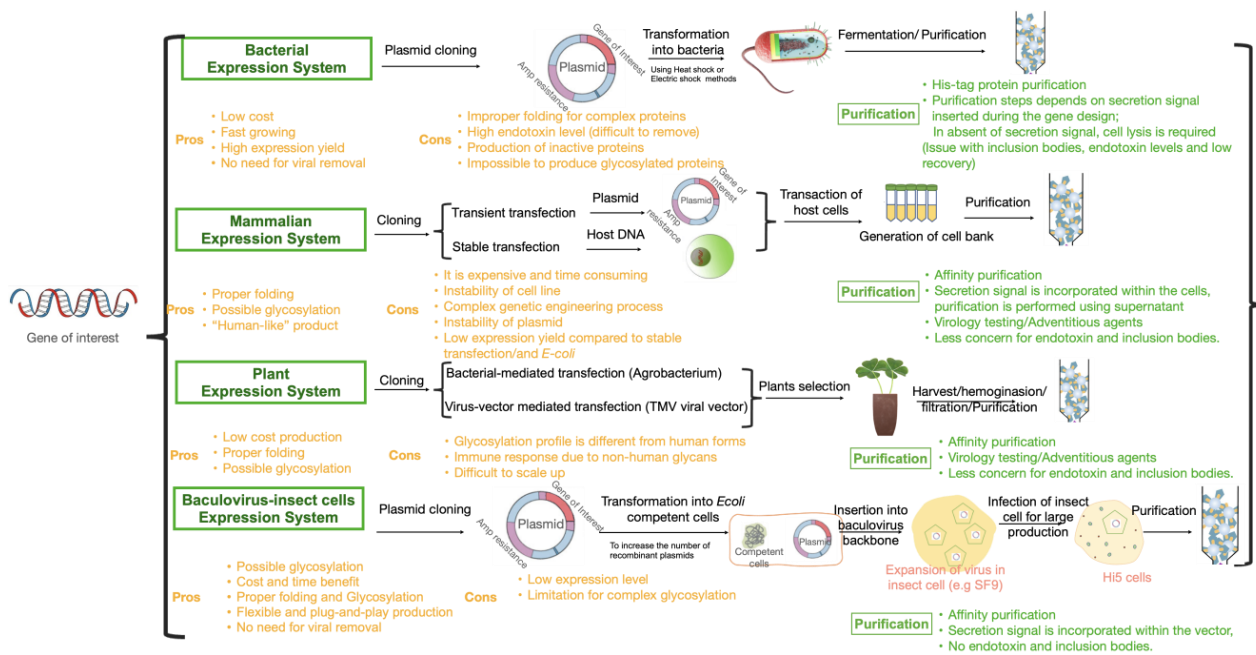 Gene of interest
Bacterial
Expression System
Plasmid cloning
Plasmid
Gene of Interest
Amp resistance
Transformation
into bacteria
Using Heat shock or
Electric shock methods
Fermentation/ Purification
Pros
• Low cost
• Fast growing
• High expression yield
• No need for viral removal
Cons
• Improper folding for complex proteins
• High endotoxin level (difficult to remove)
• Production of inactive proteins
• Impossible to produce glycosylated proteins
Purification
• His-tag protein purification
• Purification steps depends on secretion signal
inserted during the gene design;
In absent of secretion signal, cell lysis is required
(Issue with inclusion bodies, endotoxin levels and low
recovery)
Mammalian
Expression System
Cloning
Transient transfection
Stable transfection
Plasmid
Host DNA
Plasmid
Gene of
Interest
Amp
resistance
Transaction of
host cells
Generation of cell bank
Purification
Pros
• Proper folding
• Possible glycosylation
• “Human-like” product
Cons
• It is expensive and time consuming
• Instability of cell line
• Complex genetic engineering process
• Instability of plasmid
• Low expression yield compared to stable
transfection/and E-coli
Purification
• Affinity purification
• Secretion signal is incorporated within the cells,
purification is performed using supernatant
• Virology testing/Adventitious agents
• Less concern for endotoxin and inclusion bodies.
Plant
Expression System
Cloning
Bacterial-mediated transfection (Agrobacterium)
Virus-vector mediated transfection (TMV viral vector)
Plants selection
Harvest/hemoginasion/
filtration/Purification
Pros
• Low cost production
• Proper folding
• Possible glycosylation
Cons
• Glycosylation profile is different from human forms
• Immune response due to non-human glycans
• Difficult to scale up
Purification
• Affinity purification
• Virology testing/Adventitious Agents
• Less concern for endotoxin and inclusion bodies.
Baculovirus-insect cells
Expression System
Plasmid cloning
Plasmid
Gene of Interest
Amp resistance
Transformation into Ecoli
competent cells
To increase the number of
recombinant plasmids
Competent
cells
Plasmid
Insertion into
baculovirus
backbone
Expansion of virus in
insect cell (e.g SF9)
Infection of insect
cell for large
production
Hi5 cells
Purification
Pros
• Possible glycosylation
• Cost and time benefit
• Proper folding and Glycosylation
• Flexible and plug-and-play production
• No need for viral removal
Cons
• Low expression level
• Limitation for complex glycosylation
Purification
• Affinity purification
• Secretion signal is incorporated within the vector,
• No endotoxin and inclusion bodies.